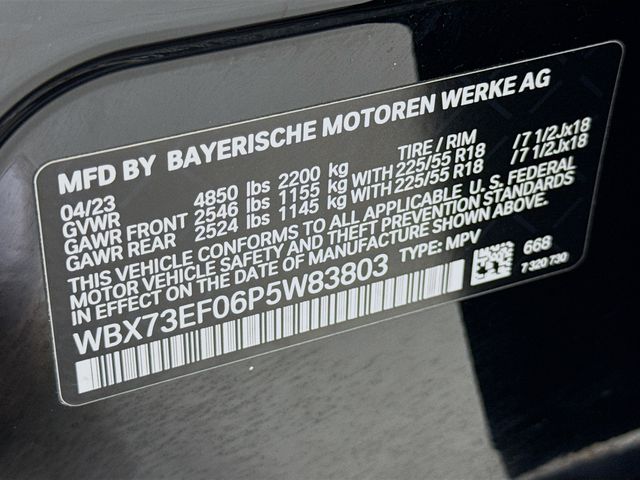 MFD BY BAYERISCHE MOTOREN WERKE AG
04/23 TIRE / RIM
GVWR 4850 lbs 2200 kg
GAWR FRONT 2546 lbs 1155 kg WITH 225/55 R18 /7 1/2Jx18
GAWR REAR 2524 lbs 1145 kg WITH 225/55 R18 /7 1/2Jx18
THIS VEHICLE CONFORMS TO ALL APPLICABLE U. S. FEDERAL
MOTOR VEHICLE SAFETY AND THEFT PREVENTION STANDARDS
IN EFFECT ON THE DATE OF MANUFACTURE SHOWN ABOVE.
WBX73EF06P5W83803 TYPE: MPV 668
7 320 730